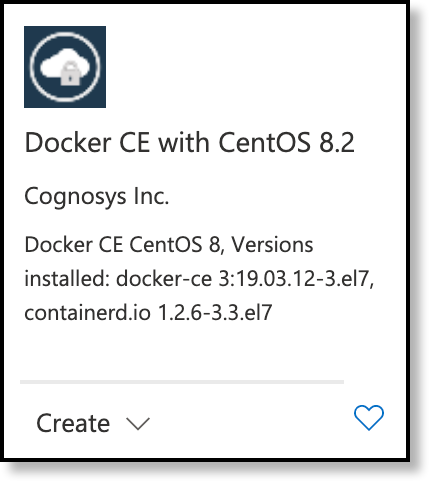 Docker CE with CentOS 8.2
Cognosys Inc.
Docker CE CentOS 8, Versions
installed: docker-ce 3:19.03.12-3.el7,
containerd.io 1.2.6-3.3.el7
Create